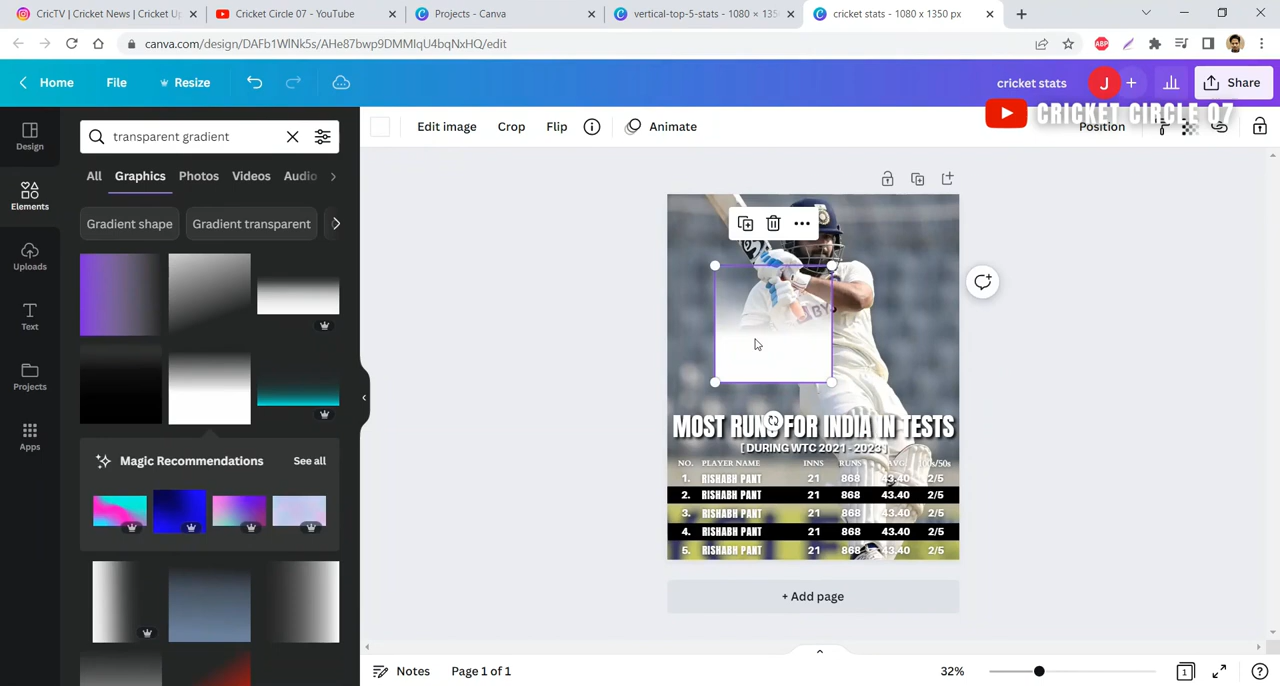 CricTV | Cricket News | Cricket Up
Cricket Circle 07 - YouTube
Projects - Canva
vertical-top-5-stats - 1080 × 135
cricket stats - 1080 x 1350 px
canva.com/design/DAFb1WlNk5s/AHe87bwp9DMMIqU4bqNxHQ/edit
ABP
Home
File
Resize
cricket stats
J
Share
CRICKET CIRCLE 07
Design
Elements
Uploads
Text
Projects
Apps
transparent gradient
All
Graphics
Photos
Videos
Audio
Gradient shape
Gradient transparent
Magic Recommendations
See all
Edit image
Crop
Flip
Animate
Position
MOST RUNS FOR INDIA IN TESTS
[ DURING WTC 2021 - 2023 ]
NO. PLAYER NAME INNS RUNS AVG 100s/50s
1. RISHABH PANT 21 868 43.40 2/5
2. RISHABH PANT 21 868 43.40 2/5
3. RISHABH PANT 21 868 43.40 2/5
4. RISHABH PANT 21 868 43.40 2/5
5. RISHABH PANT 21 868 43.40 2/5
+ Add page
Notes
Page 1 of 1
32%
1